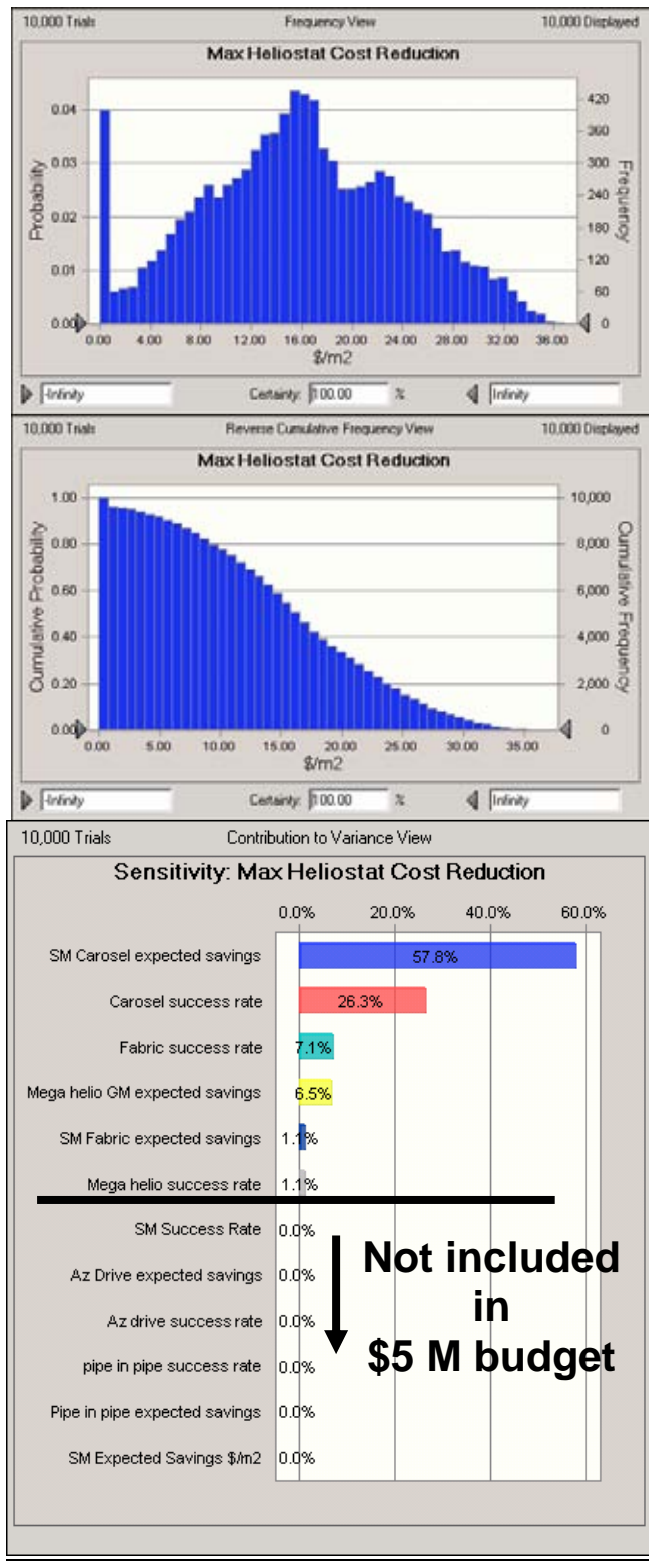 10,000 Trials Frequency View 10,000 Displayed
Max Heliostat Cost Reduction
0.04
0.03
0.02
0.01
0.00
Probability
420
360
300
240
180
120
60
0
Frequency
0.00 4.00 8.00 12.00 16.00 20.00 24.00 28.00 32.00 36.00
$/m2
-Infinity Certainty: 100.00 % Infinity
10,000 Trials Reverse Cumulative Frequency View 10,000 Displayed
Max Heliostat Cost Reduction
1.00
0.80
0.60
0.40
0.20
0.00
Cumulative Probability
10,000
8,000
6,000
4,000
2,000
0
Cumulative Frequency
0.00 5.00 10.00 15.00 20.00 25.00 30.00 35.00
$/m2
-Infinity Certainty: 100.00 % Infinity
10,000 Trials Contribution to Variance View
Sensitivity: Max Heliostat Cost Reduction
0.0% 20.0% 40.0% 60.0%
SM Carosel expected savings 57.8%
Carosel success rate 26.3%
Fabric success rate 7.1%
Mega helio GM expected savings 6.5%
SM Fabric expected savings 1.1%
Mega helio success rate 1.1%
SM Success Rate 0.0%
Az Drive expected savings 0.0%
Az drive success rate 0.0%
pipe in pipe success rate 0.0%
Pipe in pipe expected savings 0.0%
SM Expected Savings $/m2 0.0%
Not included
in
$5 M budget